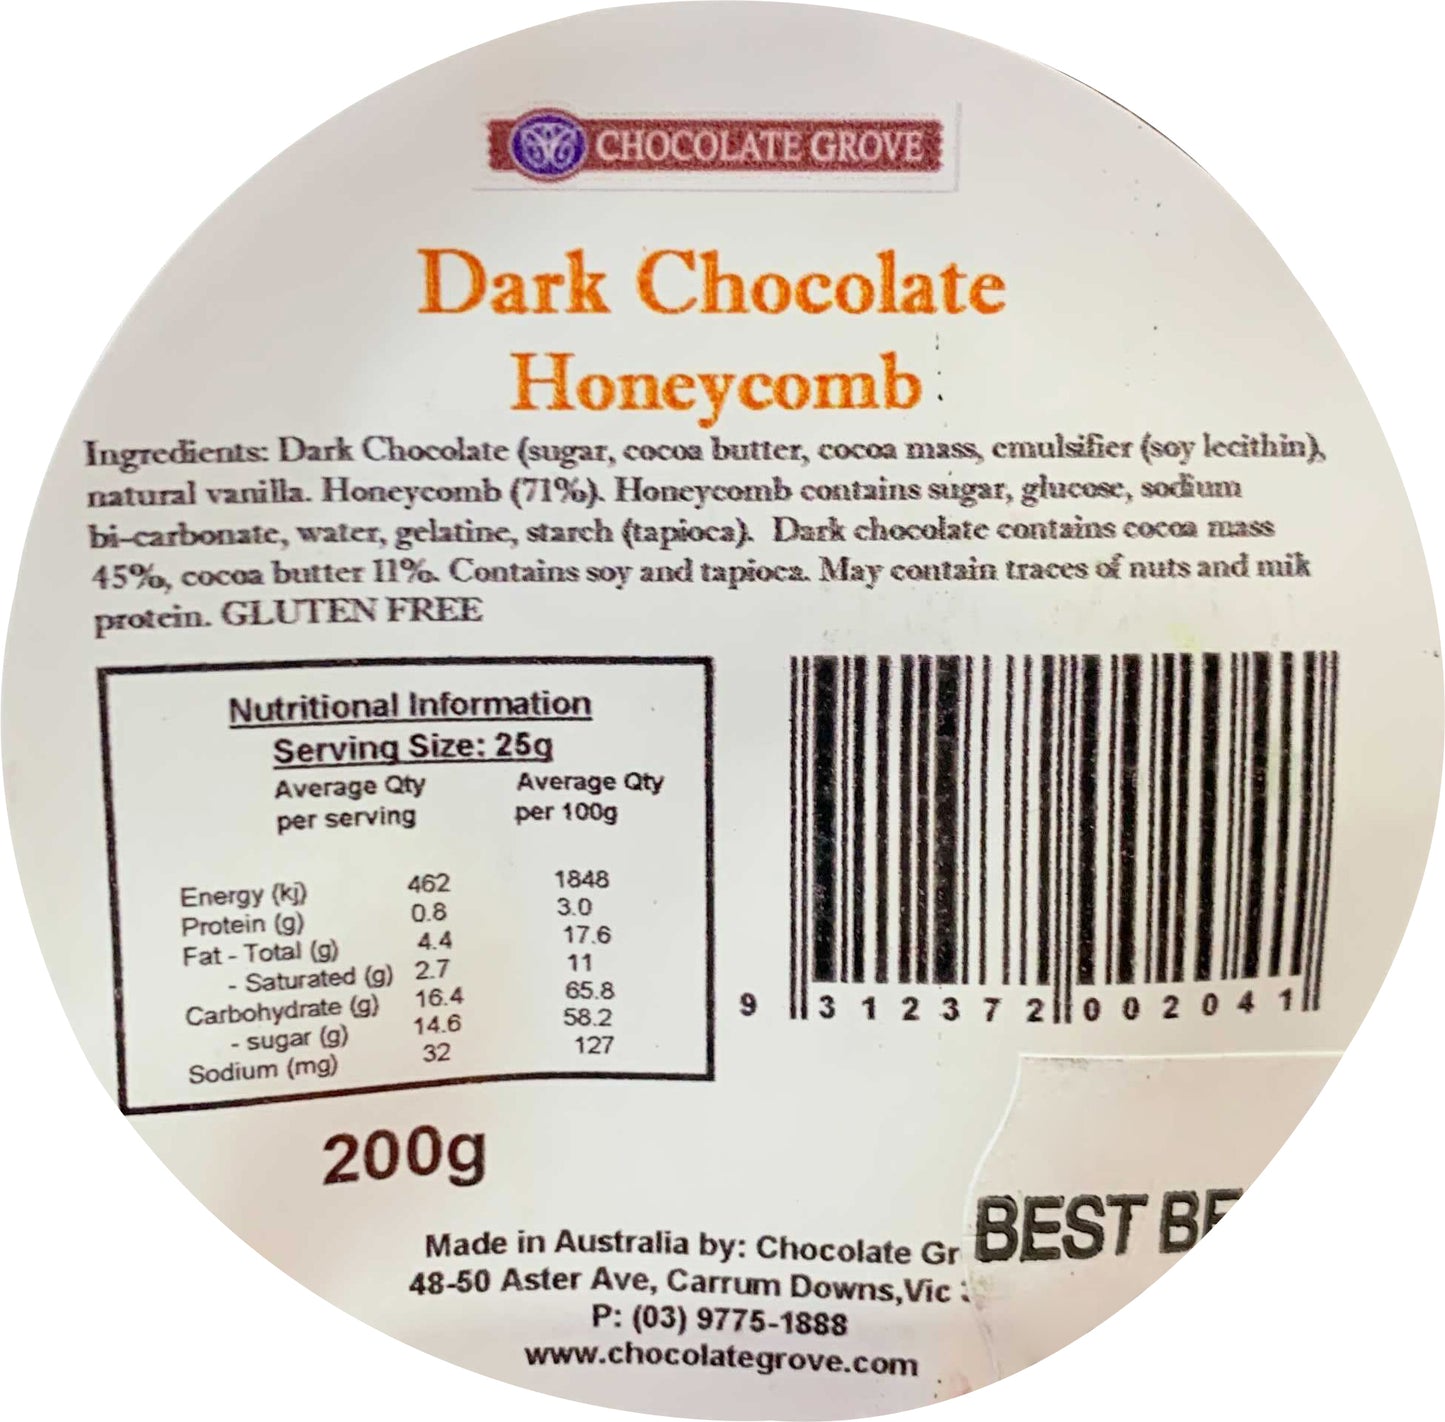 CHOCOLATE GROVE
Dark Chocolate
Honeycomb
Ingredients: Dark Chocolate (sugar, cocoa butter, cocoa mass, emulsifier (soy lecithin),
natural vanilla. Honeycomb (71%). Honeycomb contains sugar, glucose, sodium
bi-carbonate, water, gelatine, starch (tapioca). Dark chocolate contains cocoa mass
45%, cocoa butter 11%. Contains soy and tapioca. May contain traces of nuts and milk
protein. GLUTEN FREE
Nutritional Information
Serving Size: 25g
Average Qty Average Qty
per serving per 100g
Energy (kj) 462 1848
Protein (g) 0.8 3.0
Fat - Total (g) 4.4 17.6
- Saturated (g) 2.7 11
Carbohydrate (g) 16.4 65.8
- sugar (g) 14.6 58.2
Sodium (mg) 32 127
9 312372 002041
200g
BEST BE
Made in Australia by: Chocolate Gr
48-50 Aster Ave, Carrum Downs,Vic
P: (03) 9775-1888
www.chocolategrove.com